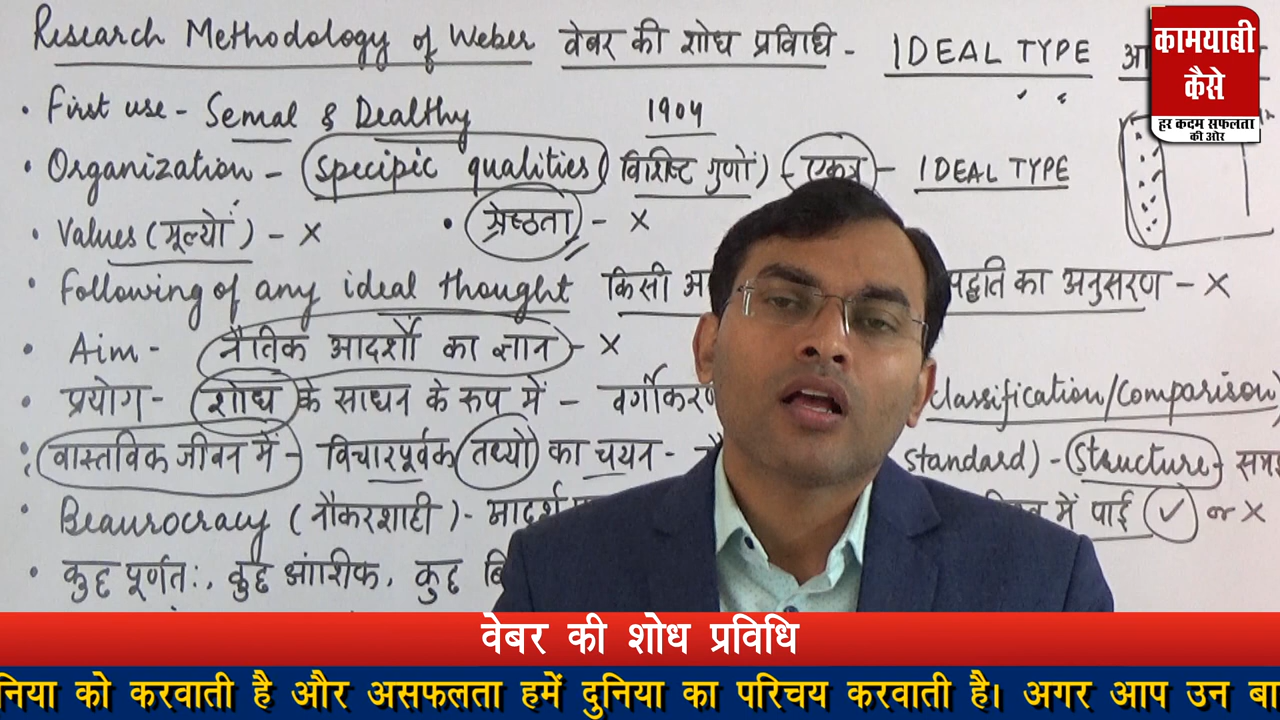 Research Methodology of Weber वेबर की शोध प्रविधि - IDEAL TYPE
कामयाबी
कैसे
हर कदम सफलता
की ओर
• First use - Semal & Dealthy 1904
• Organization - (specipic qualities) विशिष्ट गुणों) - एकत्र - IDEAL TYPE
• Values (मूल्यों) - × • श्रेष्ठता - ×
• Following of any ideal thought किसी पद्धति का अनुसरण - ×
• Aim - नैतिक आदर्शों का ज्ञान - ×
• प्रयोग - शोध के साधन के रूप में - वर्गीकरण classification/Comparison)
• वास्तविक जीवन में - विचारपूर्वक तथ्यों का चयन - standard) - Structure -
• Beaurocracy (नौकरशाही) - में पाई ✓ or ×
• कुछ पूर्णतः, कुछ आंशिक, कुछ
वेबर की शोध प्रविधि
निया को करवाती है और असफलता हमें दुनिया का परिचय करवाती है। अगर आप उन बा